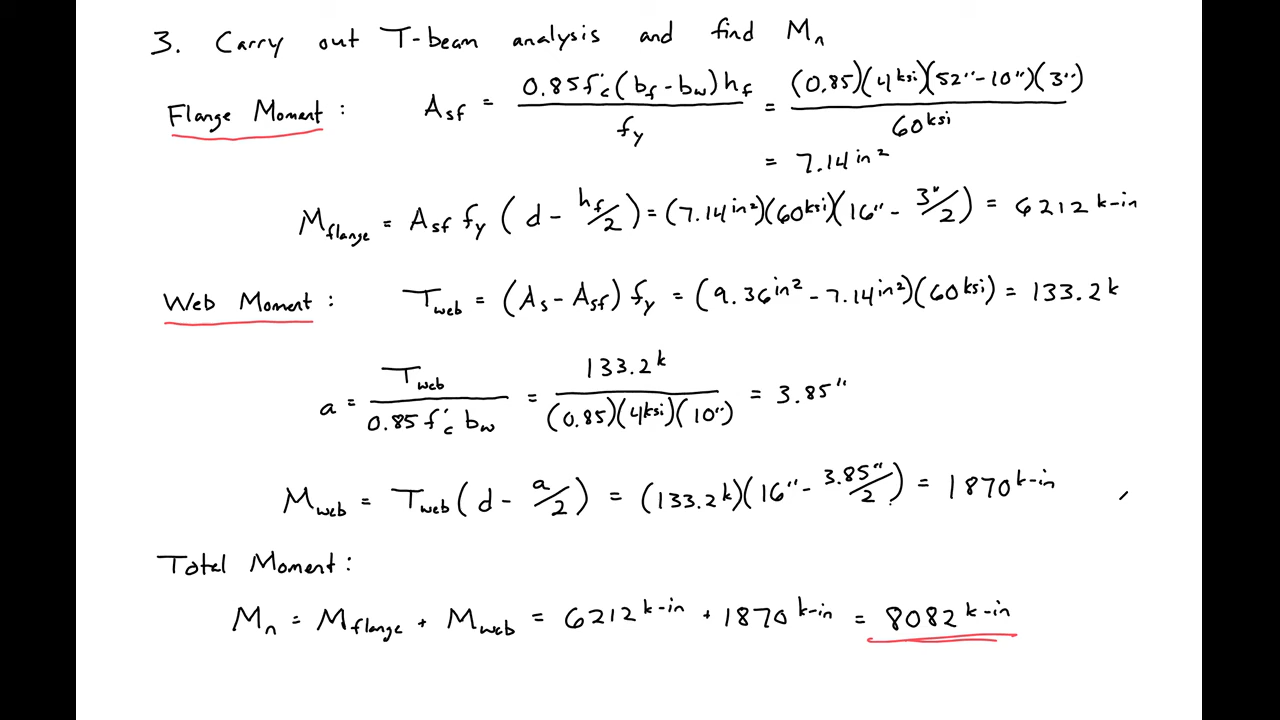 3. Carry out T-beam analysis and find Mn
Flange Moment : Asf = 0.85f'c(bf - bw)hf / fy = (0.85)(4ksi)(52" - 10")(3") / 60ksi
= 7.14in²
Mflange = Asf fy (d - hf/2) = (7.14in²)(60ksi)(16" - 3"/2) = 6212 k-in
Web Moment : Tweb = (As - Asf) fy = (9.36in² - 7.14in²)(60ksi) = 133.2k
a = Tweb / 0.85 f'c bw = 133.2k / (0.85)(4ksi)(10") = 3.85"
Mweb = Tweb(d - a/2) = (133.2k)(16" - 3.85"/2) = 1870 k-in
Total Moment :
Mn = Mflange + Mweb = 6212 k-in + 1870 k-in = 8082 k-in